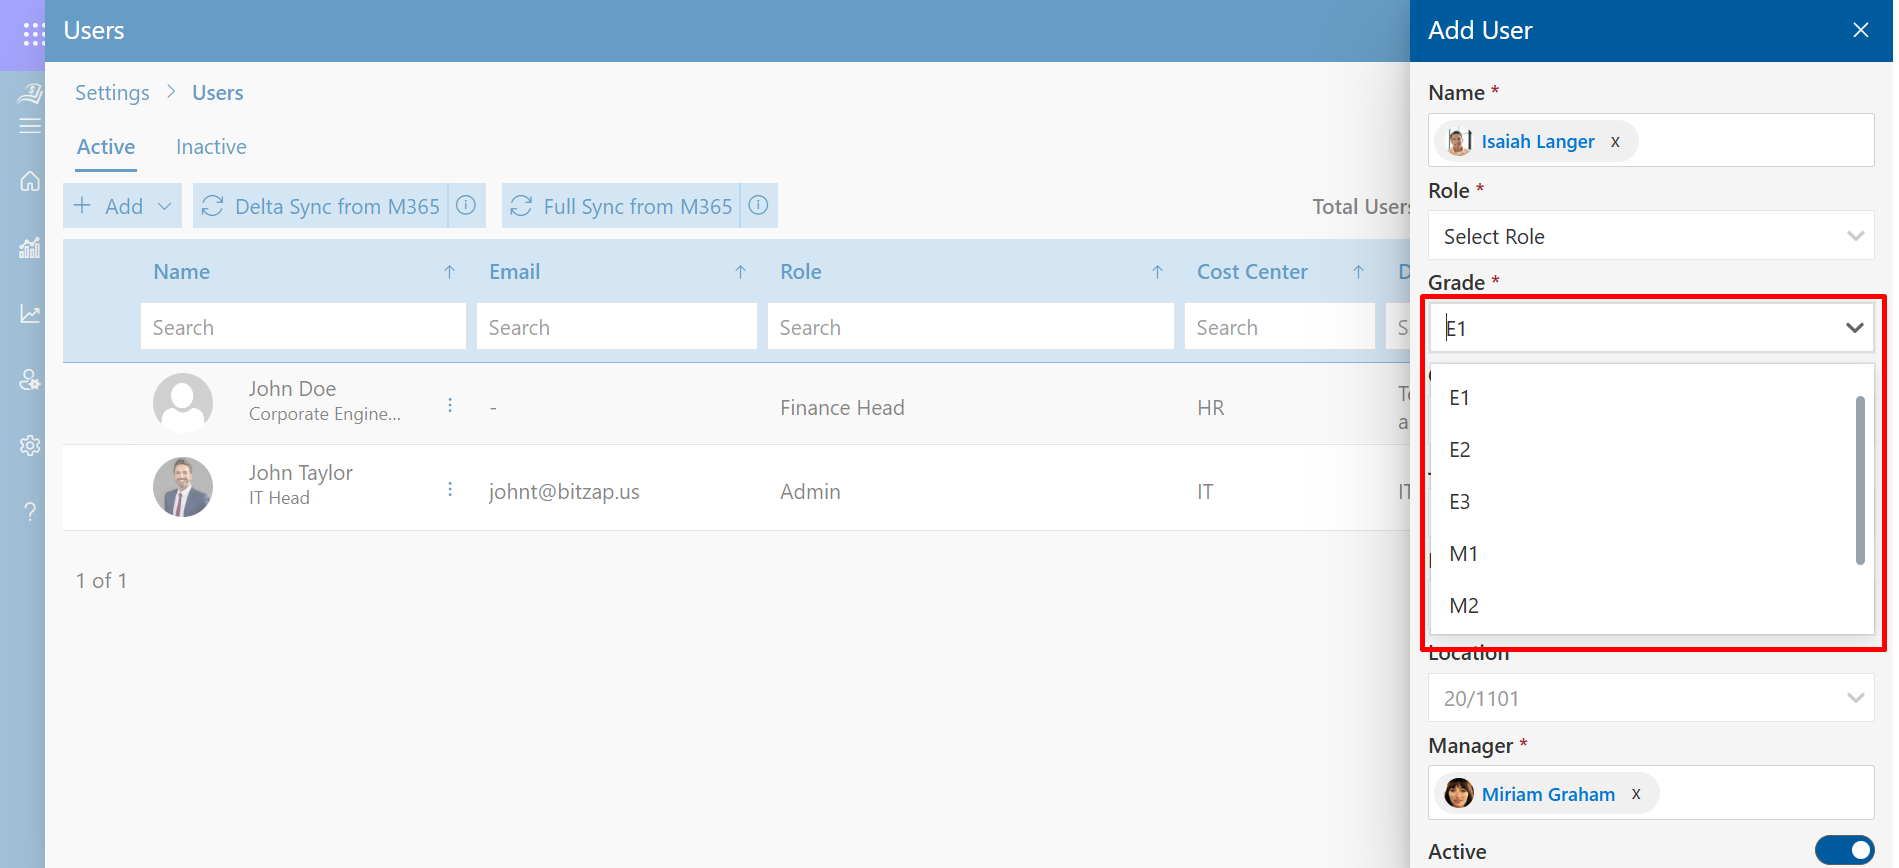 Users
Settings > Users
Active Inactive
+ Add Delta Sync from M365 Full Sync from M365 Total Users
Name Email Role Cost Center D
Search Search Search Search S
John Doe
Corporate Engine...
- Finance Head HR
John Taylor
IT Head
johnt@bitzap.us Admin IT IT
1 of 1
Add User
Name *
Isaiah Langer x
Role *
Select Role
Grade *
E1
E1
E2
E3
M1
M2
Location
20/1101
Manager *
Miriam Graham x
Active